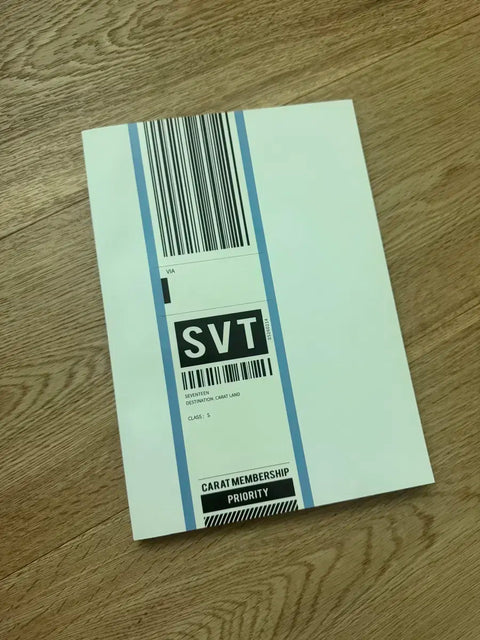 VIA
SVT
SEVENTEEN
DESTINATION. CARAT LAND
CLASS: S
CARAT MEMBERSHIP
PRIORITY